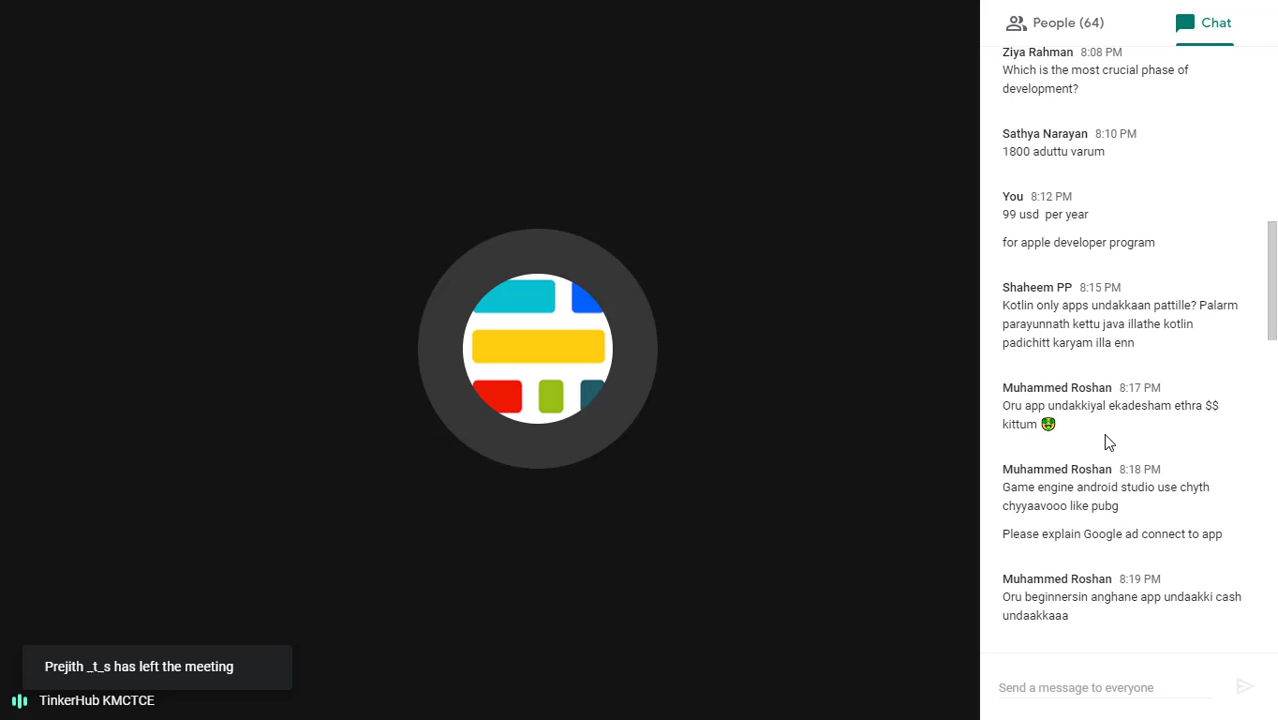 People (64)
Chat
Ziya Rahman 8:08 PM
Which is the most crucial phase of
development?
Sathya Narayan 8:10 PM
1800 aduttu varum
You 8:12 PM
99 usd per year
for apple developer program
Shaheem PP 8:15 PM
Kotlin only apps undakkaan pattille? Palarm
parayunnath kettu java illathe kotlin
padichitt karyam illa enn
Muhammed Roshan 8:17 PM
Oru app undakkiyal ekadesham ethra $$
kittum 🤑
Muhammed Roshan 8:18 PM
Game engine android studio use chyth
chyyaavooo like pubg
Please explain Google ad connect to app
Muhammed Roshan 8:19 PM
Oru beginnersin anghane app undaakki cash
undaakkaaa
Send a message to everyone
Prejith _t_s has left the meeting
TinkerHub KMCTCE